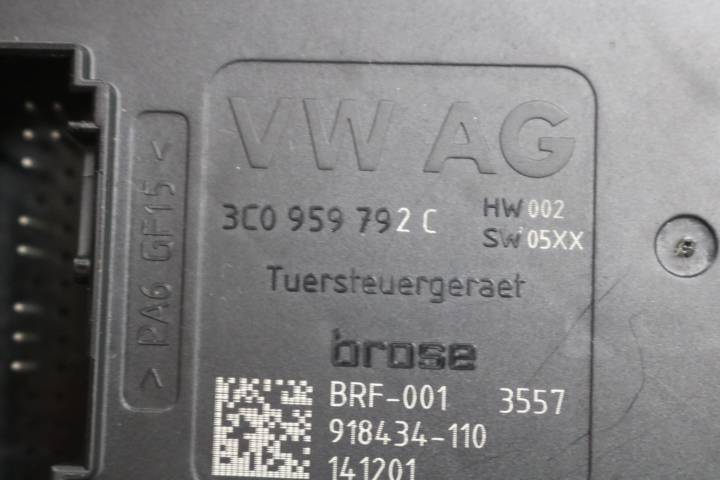 VW AG
3C0 959 792 C
HW 002
SW 05XX
Tuersteuergeraet
brose
BRF-001 3557
918434-110
141201
>PA6 GF15<